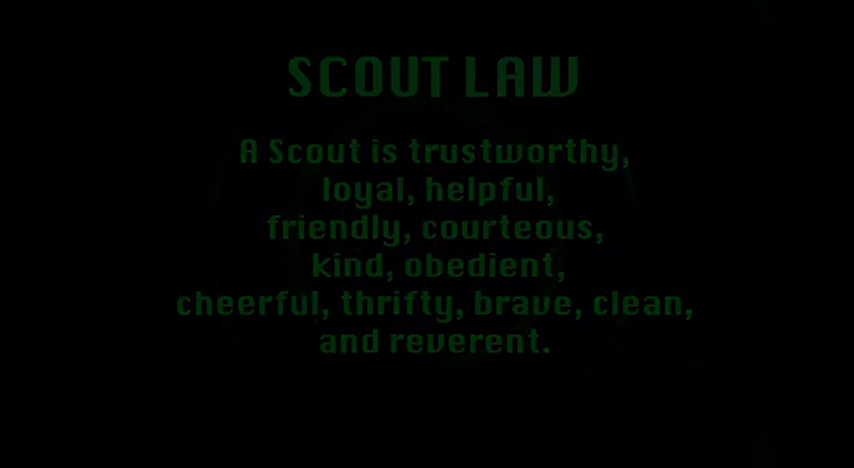 SCOUT LAW
A Scout is trustworthy,
loyal, helpful,
friendly, courteous,
kind, obedient,
cheerful, thrifty, brave, clean,
and reverent.